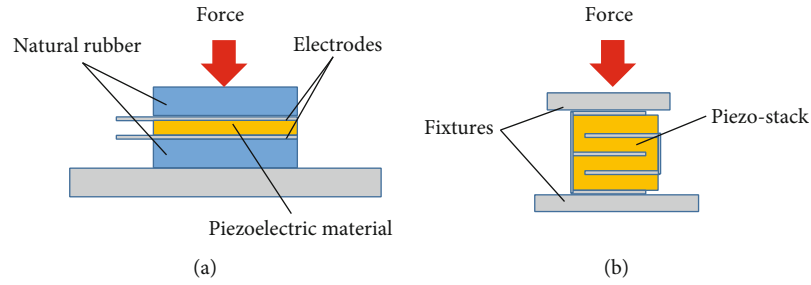 Force
Natural rubber
Electrodes
Piezoelectric material
(a)
Force
Fixtures
Piezo-stack
(b)